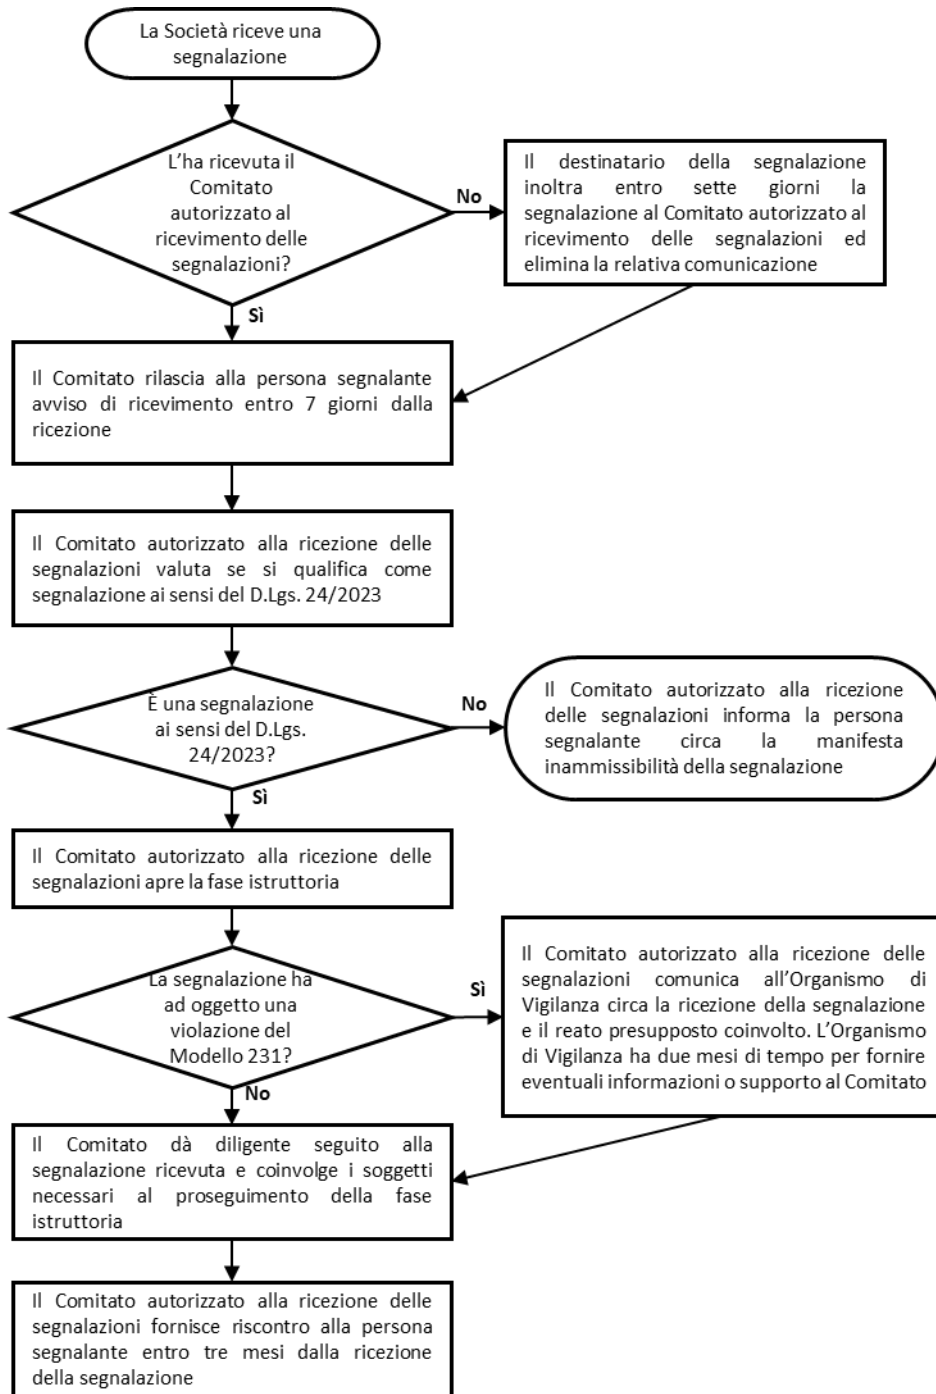 La Società riceve una
segnalazione
L'ha ricevuta il
Comitato
autorizzato al
ricevimento delle
segnalazioni?
No
Il destinatario della segnalazione
inoltra entro sette giorni la
segnalazione al Comitato autorizzato al
ricevimento delle segnalazioni ed
elimina la relativa comunicazione
Sì
Il Comitato rilascia alla persona segnalante
avviso di ricevimento entro 7 giorni dalla
ricezione
Il Comitato autorizzato alla ricezione delle
segnalazioni valuta se si qualifica come
segnalazione ai sensi del D.Lgs. 24/2023
È una segnalazione
ai sensi del D.Lgs.
24/2023?
No
Il Comitato autorizzato alla ricezione
delle segnalazioni informa la persona
segnalante circa la manifesta
inammissibilità della segnalazione
Sì
Il Comitato autorizzato alla ricezione delle
segnalazioni apre la fase istruttoria
La segnalazione ha
ad oggetto una
violazione del
Modello 231?
Sì
Il Comitato autorizzato alla ricezione delle
segnalazioni comunica all'Organismo di
Vigilanza circa la ricezione della segnalazione
e il reato presupposto coinvolto. L'Organismo
di Vigilanza ha due mesi di tempo per fornire
eventuali informazioni o supporto al Comitato
No
Il Comitato dà diligente seguito alla
segnalazione ricevuta e coinvolge i soggetti
necessari al proseguimento della fase
istruttoria
Il Comitato autorizzato alla ricezione delle
segnalazioni fornisce riscontro alla persona
segnalante entro tre mesi dalla ricezione
della segnalazione